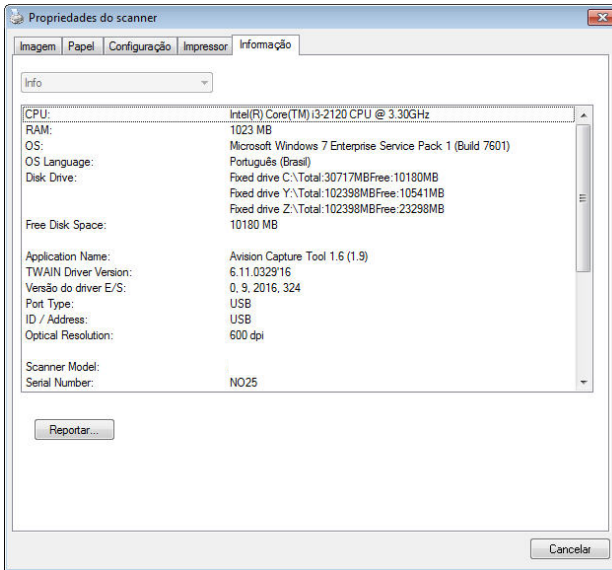 Propriedades do scanner
Imagem Papel Configuração Impressor Informação
Info
CPU: Intel(R) Core(TM) i3-2120 CPU @ 3.30GHz
RAM: 1023 MB
OS: Microsoft Windows 7 Enterprise Service Pack 1 (Build 7601)
OS Language: Português (Brasil)
Disk Drive: Fixed drive C:\Total:30717MBFree:10180MB
Fixed drive Y:\Total:102398MBFree:10541MB
Fixed drive Z:\Total:102398MBFree:23298MB
Free Disk Space: 10180 MB
Application Name: Avision Capture Tool 1.6 (1.9)
TWAIN Driver Version: 6.11.0329'16
Versão do driver E/S: 0, 9, 2016, 324
Port Type: USB
ID / Address: USB
Optical Resolution: 600 dpi
Scanner Model:
Serial Number: NO25
Reportar...
Cancelar